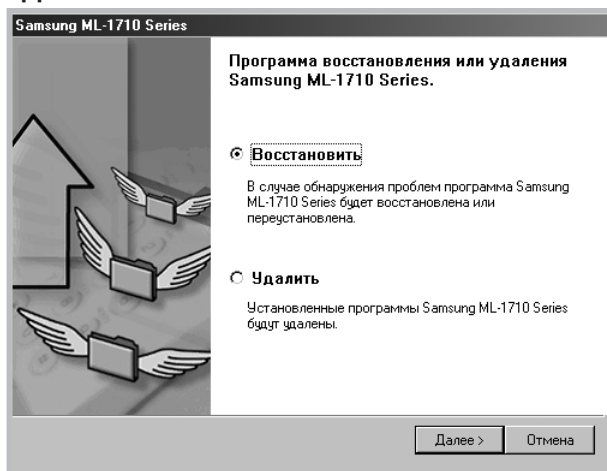 Samsung ML-1710 Series
Программа восстановления или удаления
Samsung ML-1710 Series.
Восстановить
В случае обнаружения проблем программа Samsung
ML-1710 Series будет восстановлена или
переустановлена.
Удалить
Установленные программы Samsung ML-1710 Series
будут удалены.
Далее >
Отмена